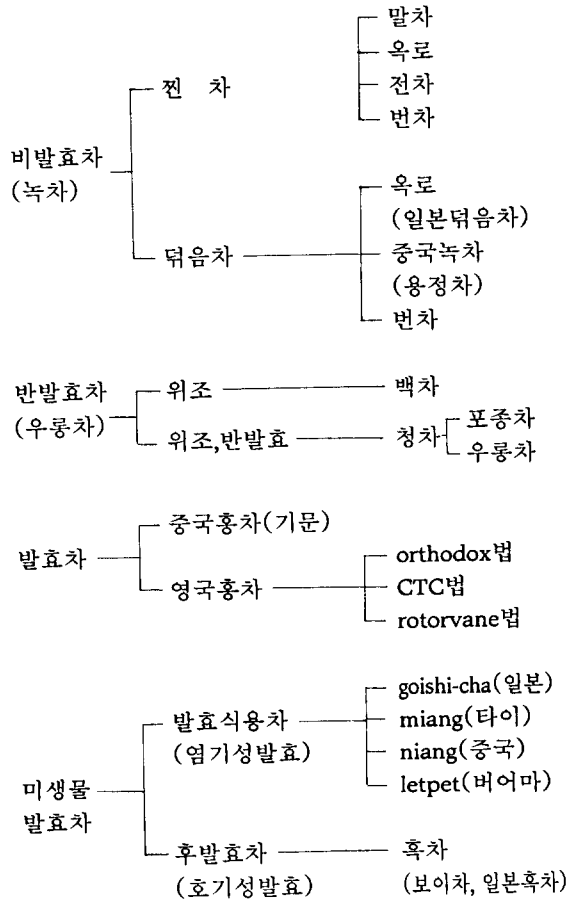 말차
찐 차
옥로
전차
번차
비발효차
(녹차)
옥로
(일본덖음차)
덖음차
중국녹차
(용정차)
번차
반발효차
(우롱차)
위조
백차
위조,반발효
청차
포종차
우롱차
발효차
중국홍차(기문)
영국홍차
orthodox법
CTC법
rotorvane법
미생물
발효차
발효식용차
(염기성발효)
goishi-cha(일본)
miang(타이)
niang(중국)
letpet(버어마)
후발효차
(호기성발효)
흑차
(보이차, 일본흑차)